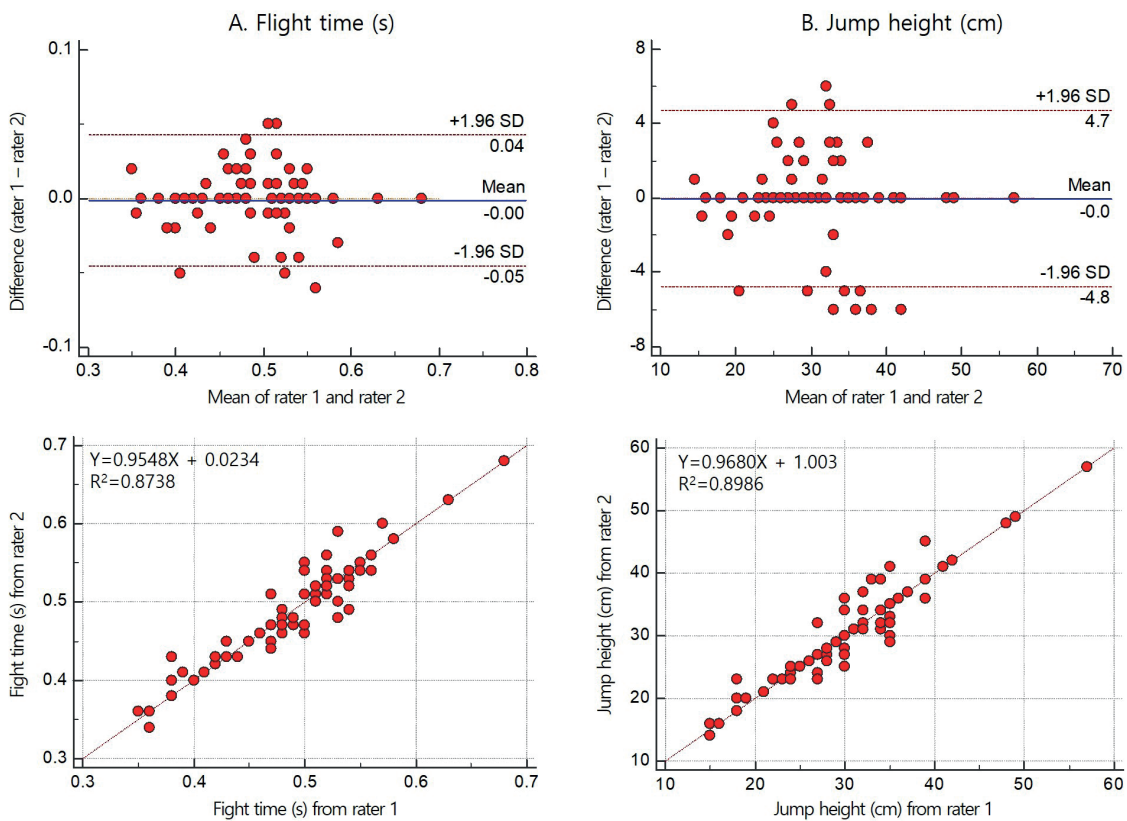 A. Flight time (s)
0.1
0.0
-0.1
Difference (rater 1 – rater 2)
+1.96 SD
0.04
Mean
-0.00
-1.96 SD
-0.05
0.3
0.4
0.5
0.6
0.7
0.8
Mean of rater 1 and rater 2
B. Jump height (cm)
8
4
0
-4
-8
Difference (rater 1 – rater 2)
+1.96 SD
4.7
Mean
-0.0
-1.96 SD
-4.8
10
20
30
40
50
60
70
Mean of rater 1 and rater 2
Y=0.9548X + 0.0234
R²=0.8738
0.7
0.6
0.5
0.4
0.3
Fight time (s) from rater 2
0.3
0.4
0.5
0.6
0.7
Fight time (s) from rater 1
Y=0.9680X + 1.003
R²=0.8986
60
50
40
30
20
10
Jump height (cm) from rater 2
10
20
30
40
50
60
Jump height (cm) from rater 1